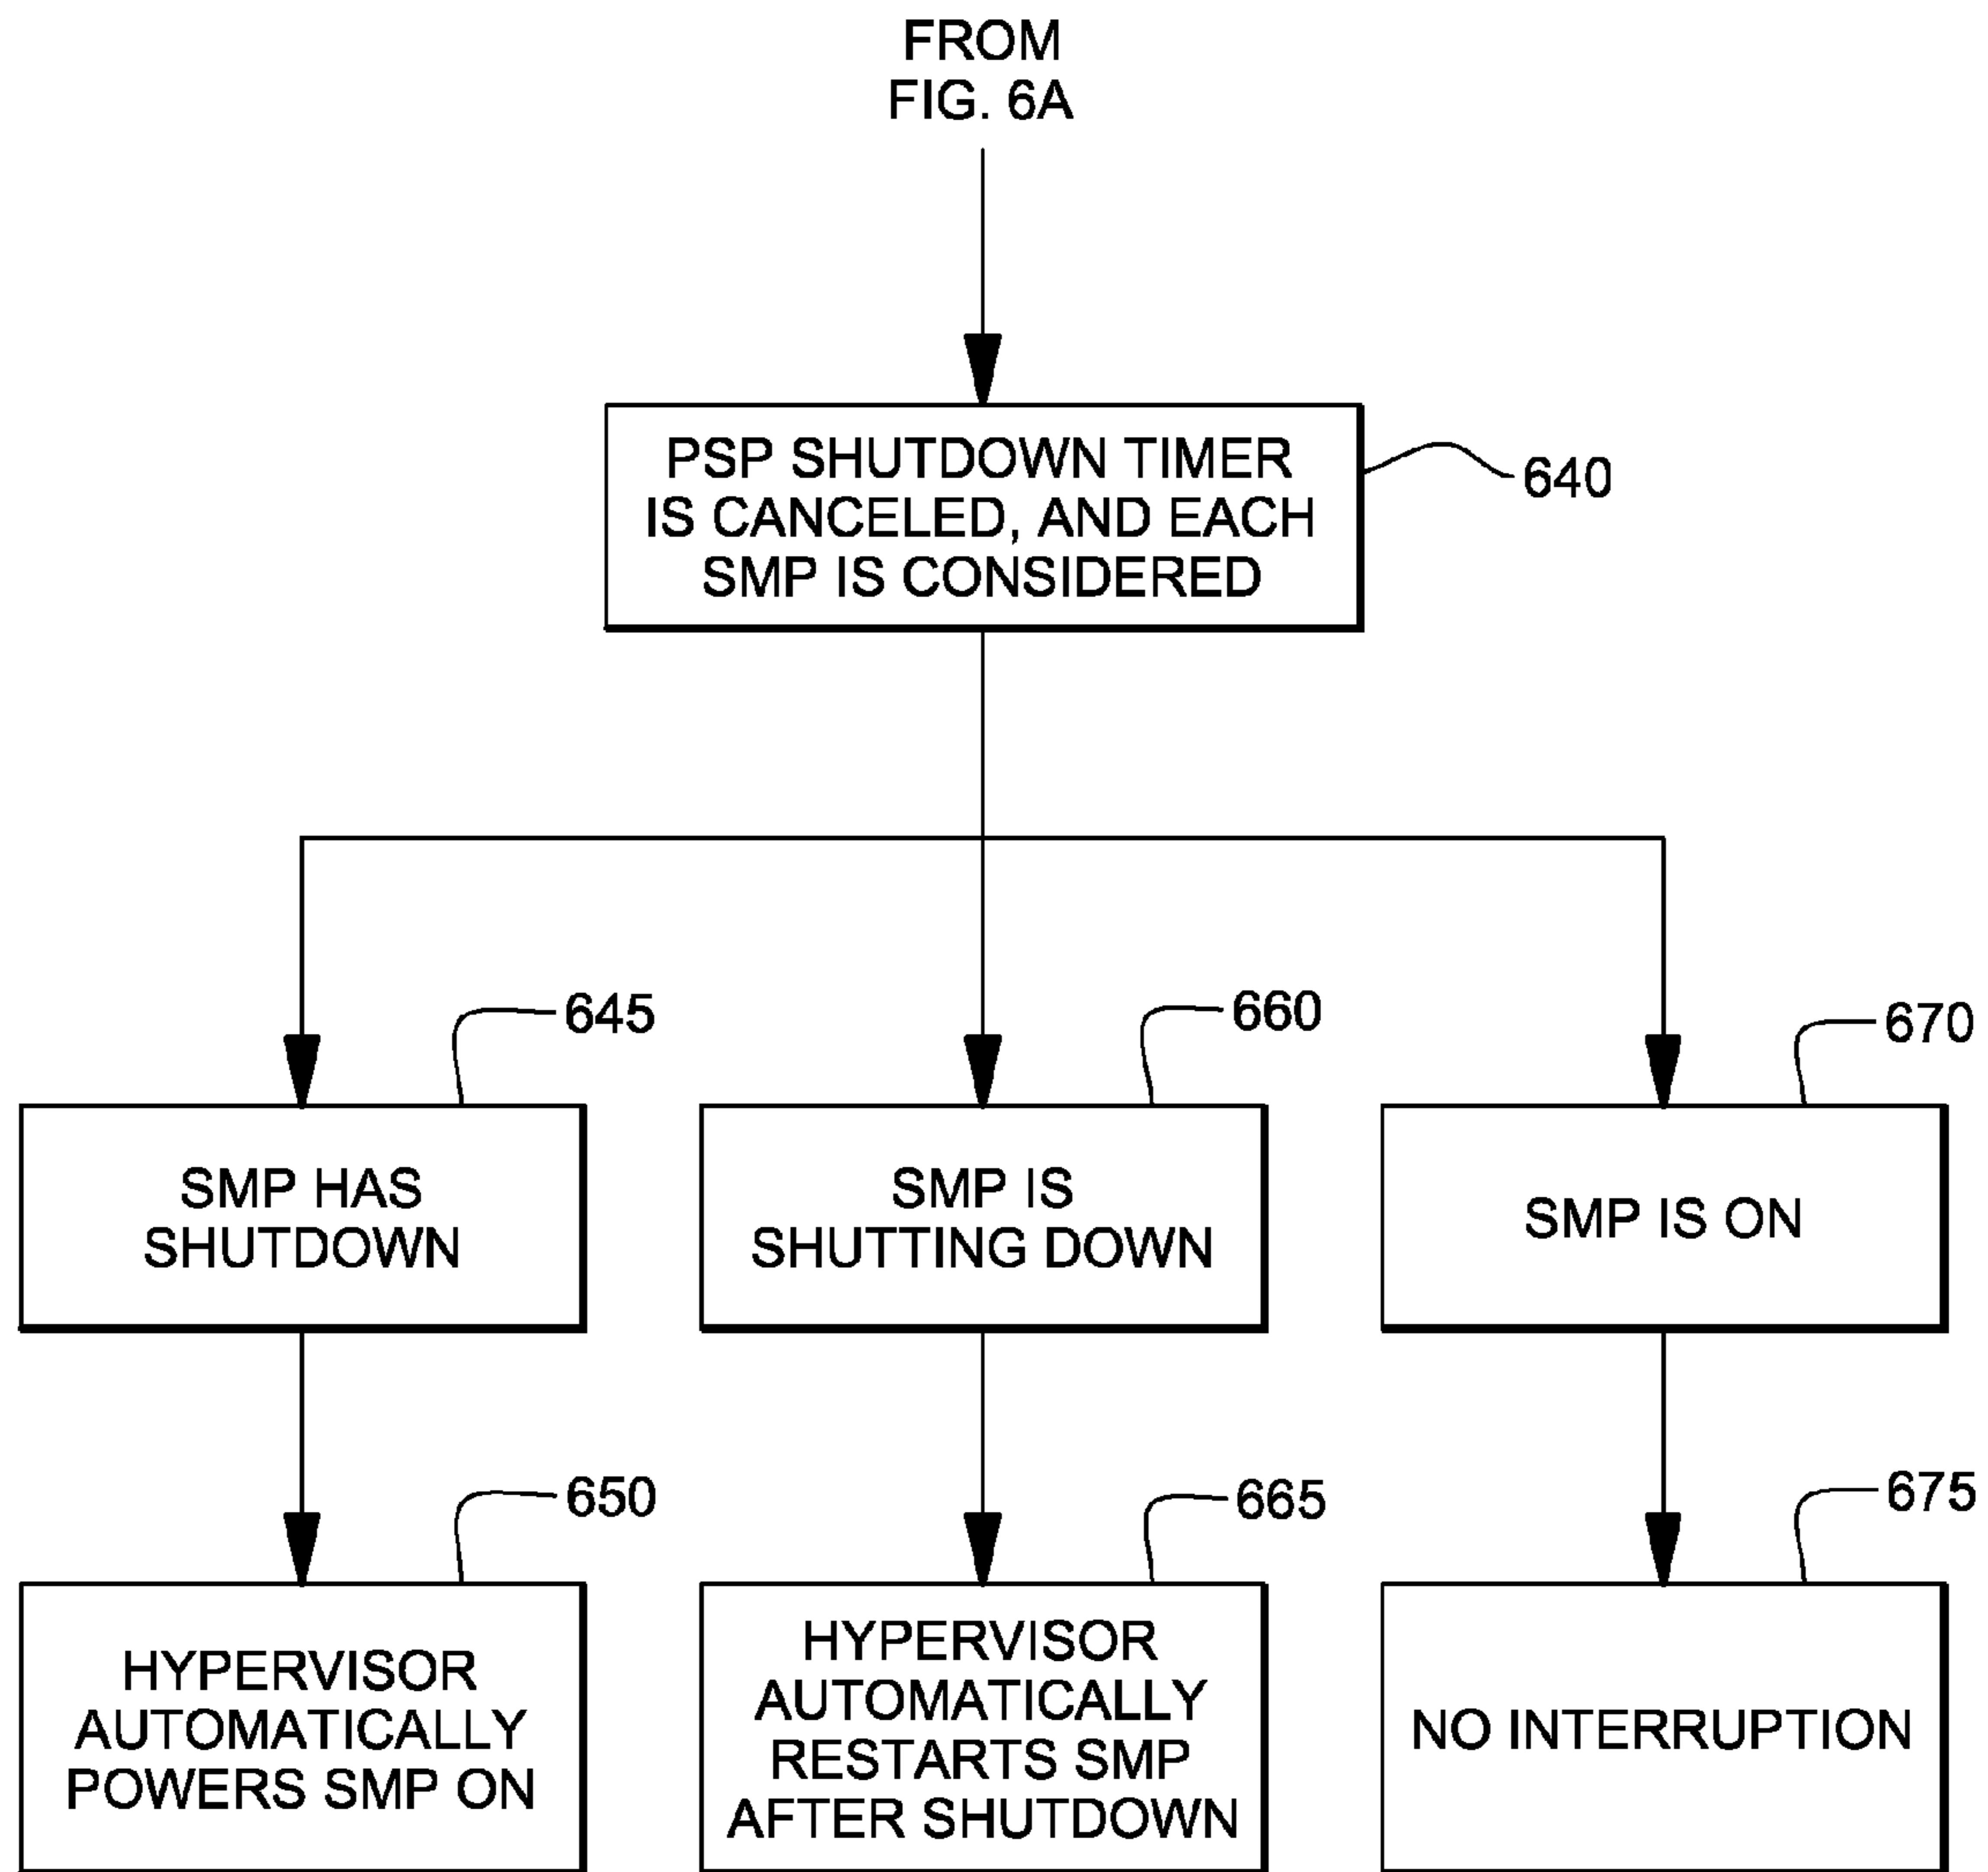 FROM
FIG. 6A
PSP SHUTDOWN TIMER
IS CANCELED, AND EACH
SMP IS CONSIDERED
640
645
SMP HAS
SHUTDOWN
660
SMP IS
SHUTTING DOWN
670
SMP IS ON
650
HYPERVISOR
AUTOMATICALLY
POWERS SMP ON
665
HYPERVISOR
AUTOMATICALLY
RESTARTS SMP
AFTER SHUTDOWN
675
NO INTERRUPTION